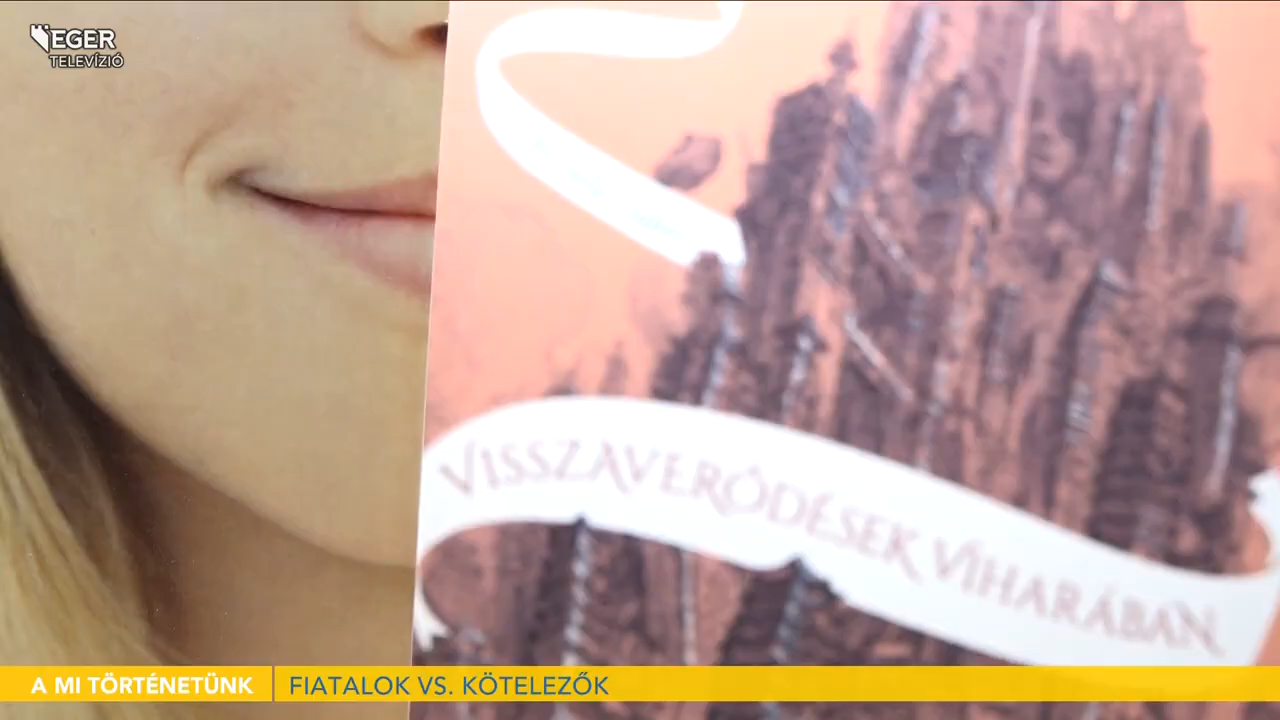 EGER
TELEVÍZIÓ
VISSZAVERŐDÉSEK VIHARÁBAN
A MI TÖRTÉNETÜNK
FIATALOK VS. KÖTELEZŐK